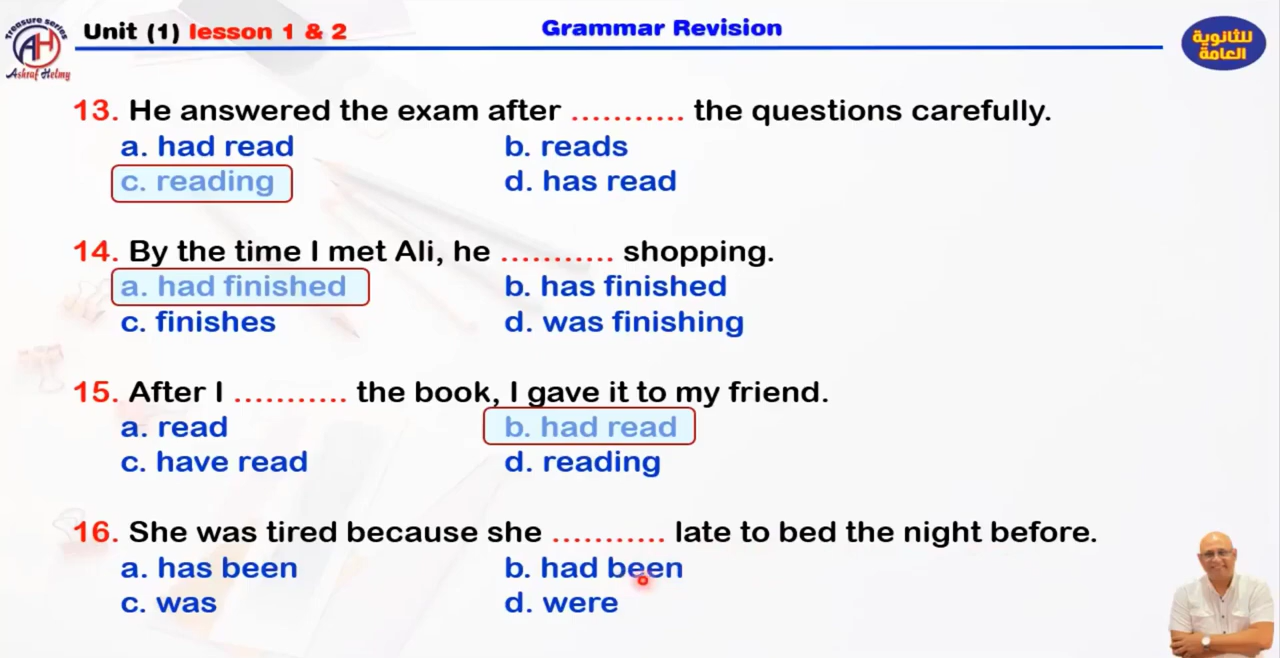 Treasure series
AH
Ashraf Helmy
Unit (1) lesson 1 & 2
Grammar Revision
للثانوية
العامة
13. He answered the exam after ........... the questions carefully.
a. had read b. reads
c. reading d. has read
14. By the time I met Ali, he ........... shopping.
a. had finished b. has finished
c. finishes d. was finishing
15. After I ........... the book, I gave it to my friend.
a. read b. had read
c. have read d. reading
16. She was tired because she ........... late to bed the night before.
a. has been b. had been
c. was d. were